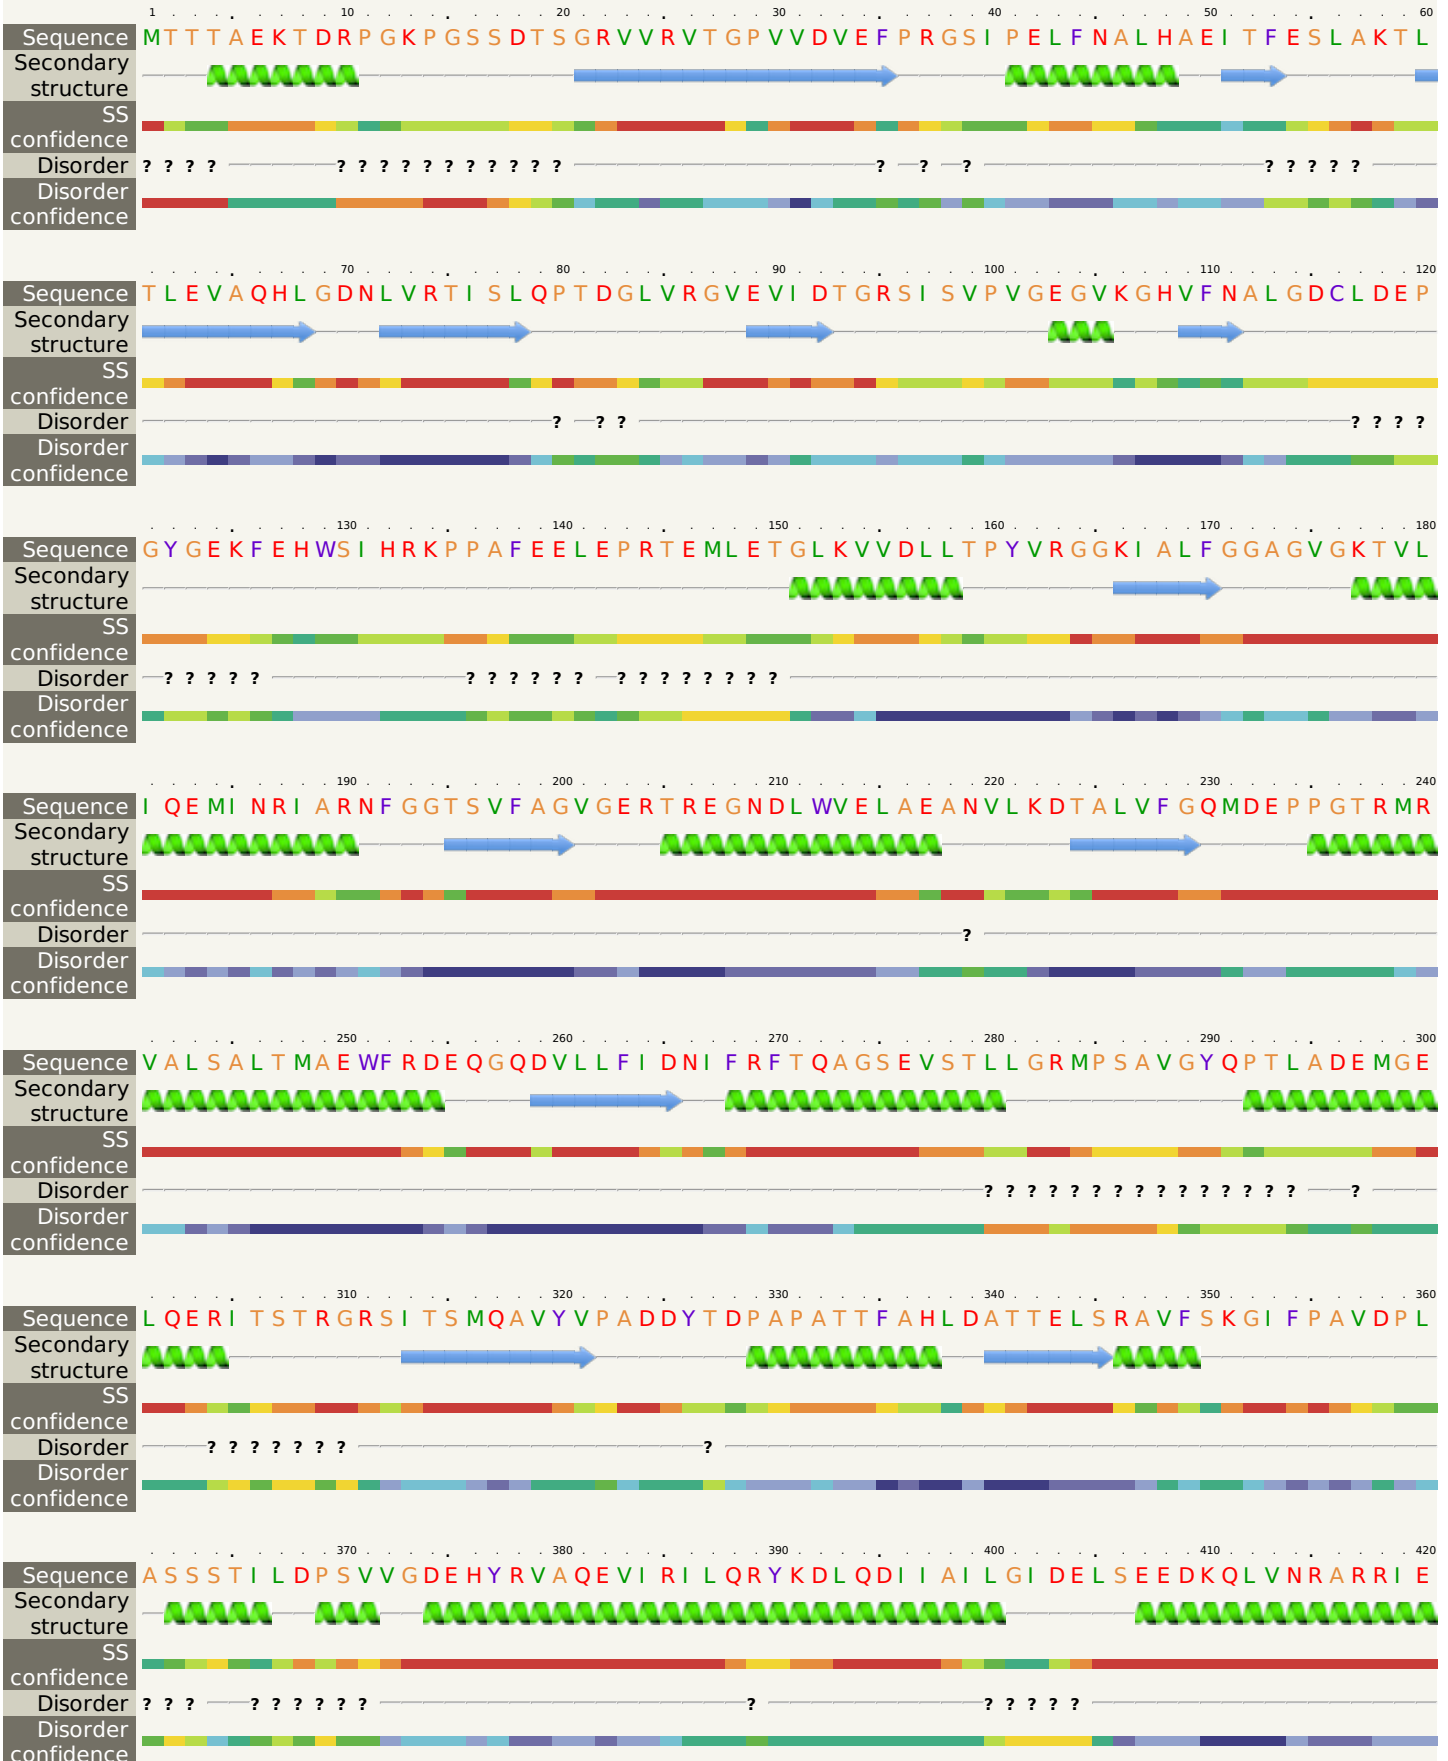 1 10 20 30 40 50 60
Sequence MTTTAEKTDRPGKPGSSDTSGRVVRVTGPVVDVEFPRGSIPELFNALHAEITFESLAKTL
Secondary
structure
SS
confidence
Disorder ? ? ? ? ? ? ? ? ? ? ? ? ? ? ? ? ? ? ? ? ? ? ?
Disorder
confidence
70 80 90 100 110 120
Sequence TLEVAQHLGDNLVRTISLQPTDGLVRGVEVIDTGRSISVPVGEGVKGHVFNALGDCLDEP
Secondary
structure
SS
confidence
Disorder ? ? ? ? ? ? ?
Disorder
confidence
130 140 150 160 170 180
Sequence GYGEKFEHWSIHRKPPAFEELEPRTEMLETGLKVVDLLTPYVRGGKIALFGGAGVGKTVL
Secondary
structure
SS
confidence
Disorder ? ? ? ? ? ? ? ? ? ? ? ? ? ? ? ? ? ? ?
Disorder
confidence
190 200 210 220 230 240
Sequence IQEMINRIARNFGGTSVFAGVGERTREGNDLWVELAEANVLKDTALVFGQMDEPPGTRMR
Secondary
structure
SS
confidence
Disorder ?
Disorder
confidence
250 260 270 280 290 300
Sequence VALSALTMAEWFRDEQGQDVLLFIDNIFRFTQAGSEVSTLLGRMPSAVGYQPTLADEMGE
Secondary
structure
SS
confidence
Disorder ? ? ? ? ? ? ? ? ? ? ? ? ? ? ? ?
Disorder
confidence
310 320 330 340 350 360
Sequence LQERITSTRGRSITSMQAVYVPADDYTDPAPATTFAHLDATTELSRAVFSKGIFPAVDPL
Secondary
structure
SS
confidence
Disorder ? ? ? ? ? ? ? ?
Disorder
confidence
370 380 390 400 410 420
Sequence ASSSTILDPSVVGDEHYRVAQEVIRILQRYKDLQDIIAILGIDELSEEDKQLVNRARRIE
Secondary
structure
SS
confidence
Disorder ? ? ? ? ? ? ? ? ? ? ? ? ? ? ?
Disorder
confidence